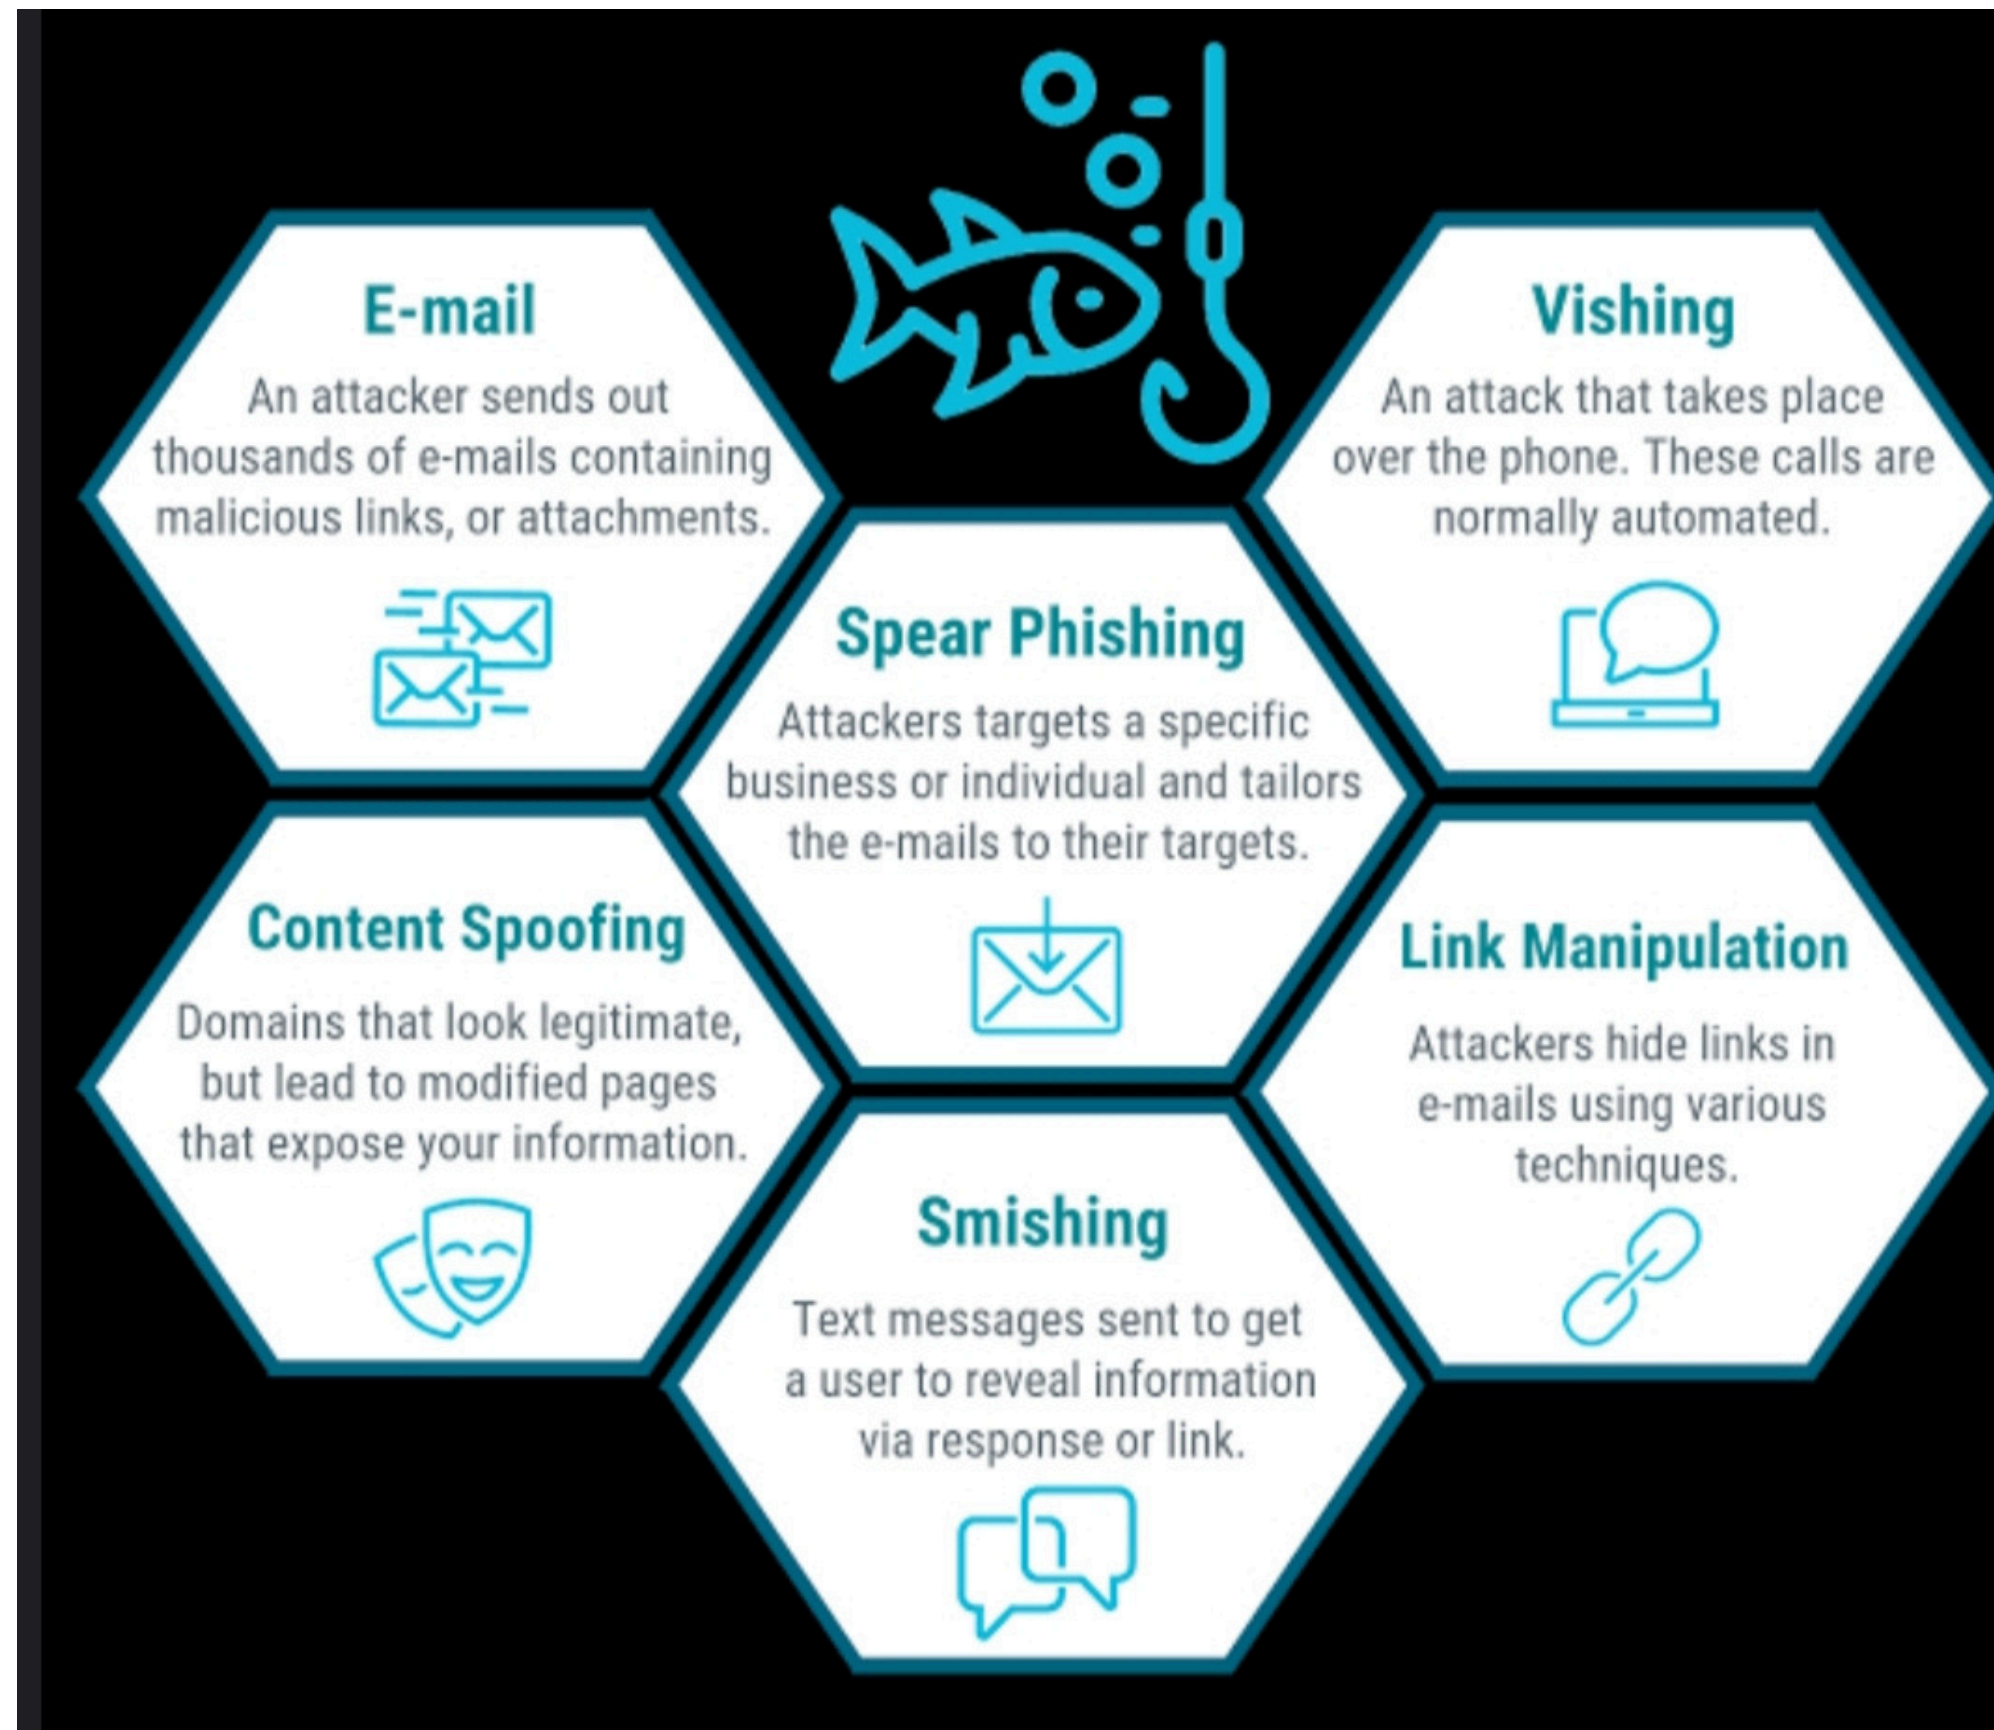 E-mail
An attacker sends out
thousands of e-mails containing
malicious links, or attachments.
Vishing
An attack that takes place
over the phone. These calls are
normally automated.
Spear Phishing
Attackers targets a specific
business or individual and tailors
the e-mails to their targets.
Content Spoofing
Domains that look legitimate,
but lead to modified pages
that expose your information.
Link Manipulation
Attackers hide links in
e-mails using various
techniques.
Smishing
Text messages sent to get
a user to reveal information
via response or link.